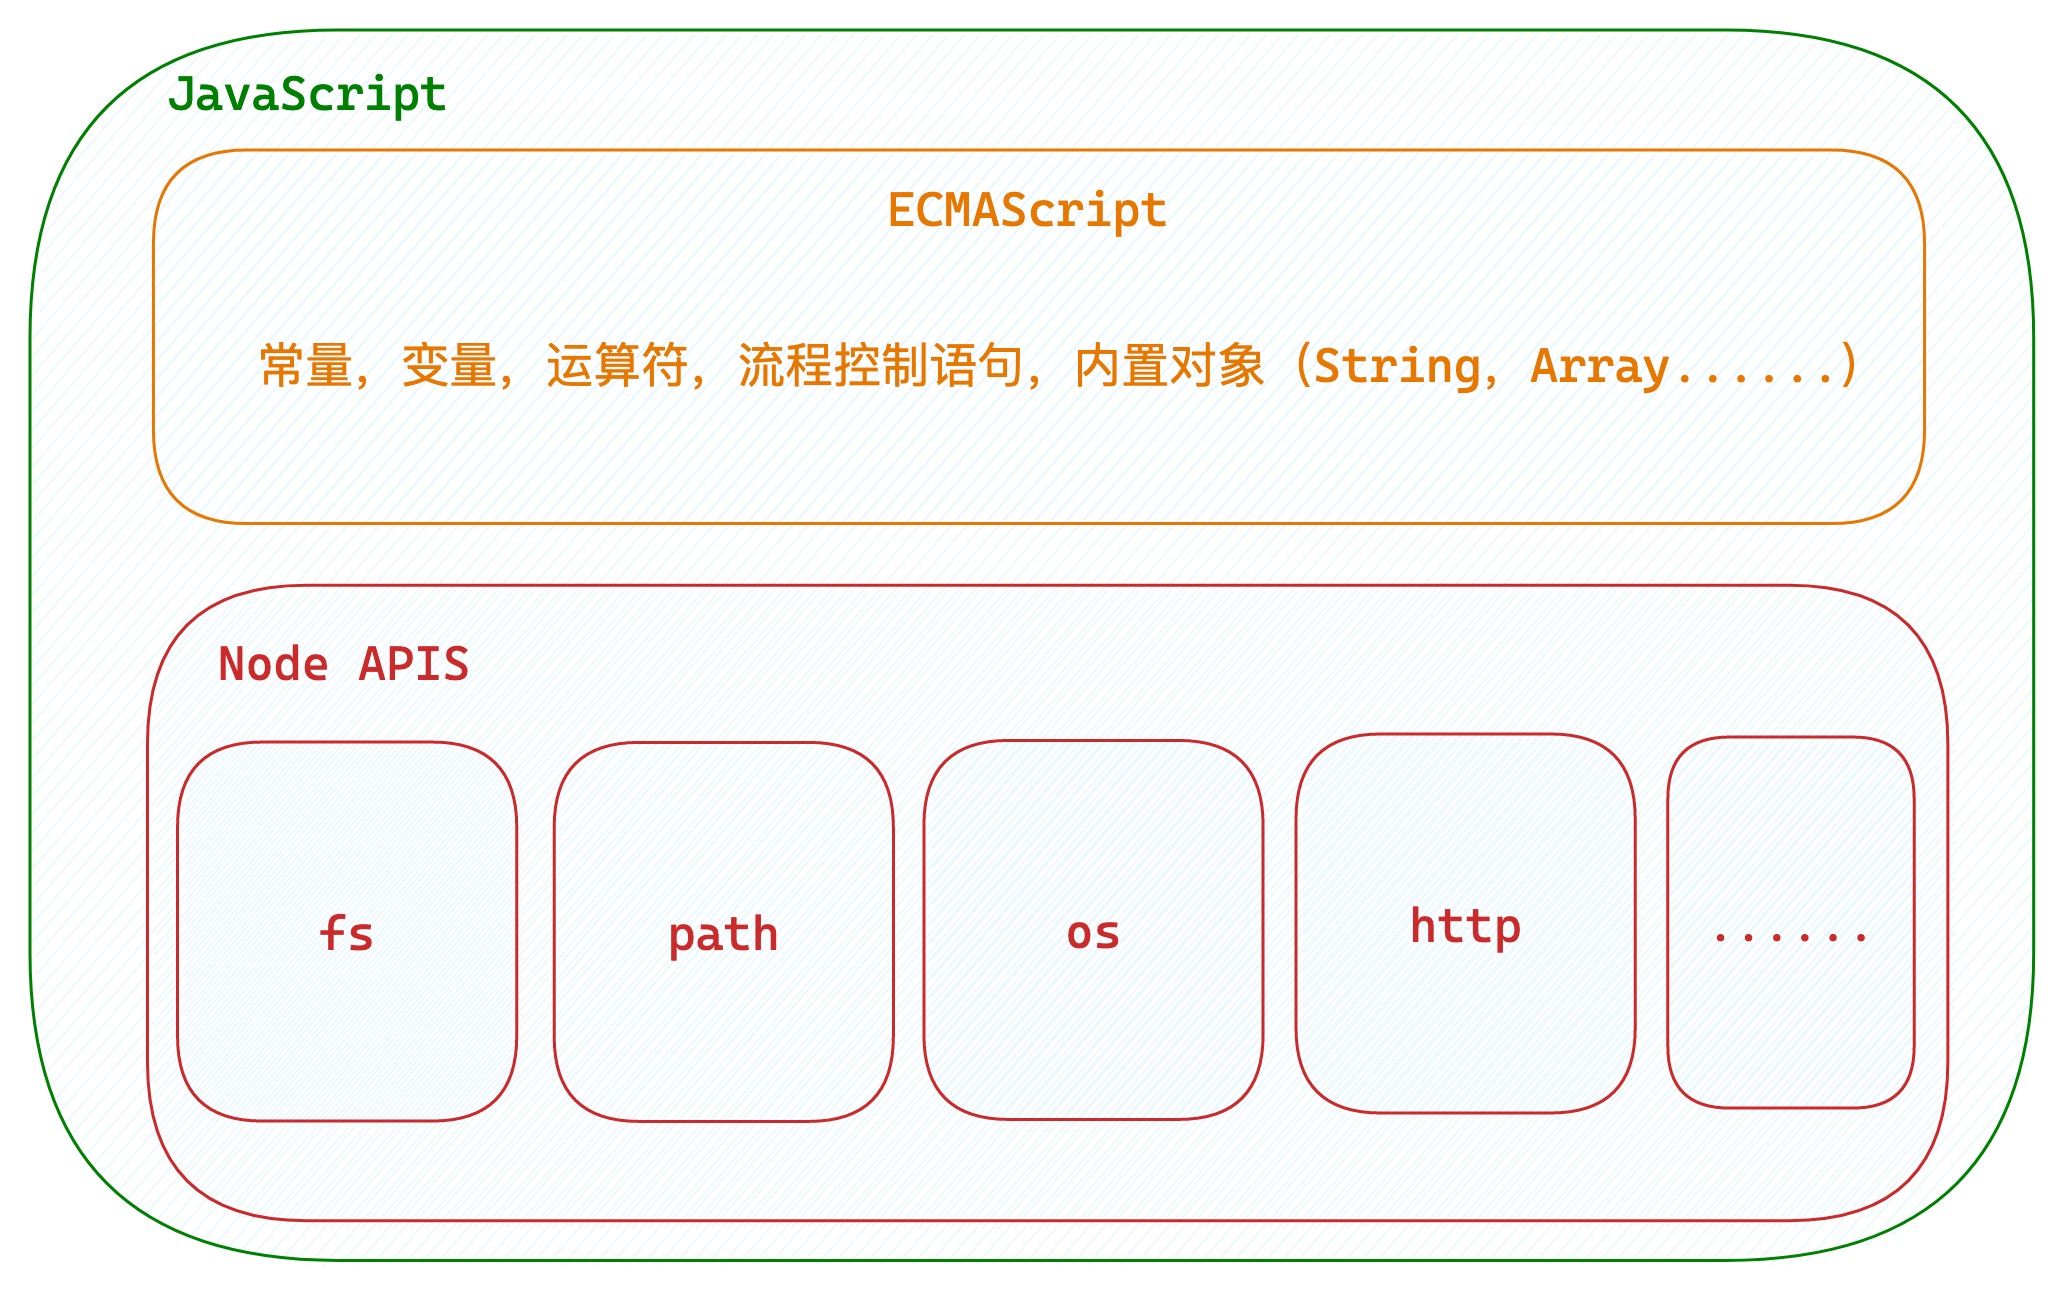 JavaScript
ECMAScript
常量，变量，运算符，流程控制语句，内置对象（String，Array......）
Node APIS
fs
path
os
http
......